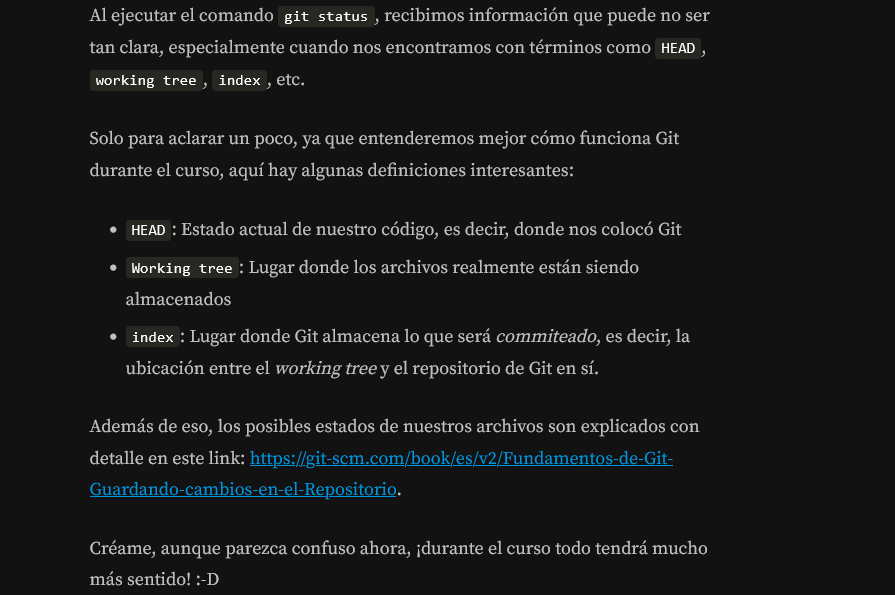 Al ejecutar el comando git status, recibimos información que puede no ser
tan clara, especialmente cuando nos encontramos con términos como HEAD,
working tree, index, etc.
Solo para aclarar un poco, ya que entenderemos mejor cómo funciona Git
durante el curso, aquí hay algunas definiciones interesantes:
• HEAD: Estado actual de nuestro código, es decir, donde nos colocó Git
• Working tree: Lugar donde los archivos realmente están siendo
almacenados
• index: Lugar donde Git almacena lo que será commiteado, es decir, la
ubicación entre el working tree y el repositorio de Git en sí.
Además de eso, los posibles estados de nuestros archivos son explicados con
detalle en este link: https://git-scm.com/book/es/v2/Fundamentos-de-Git-
Guardando-cambios-en-el-Repositorio.
Créame, aunque parezca confuso ahora, ¡durante el curso todo tendrá mucho
más sentido! :-D